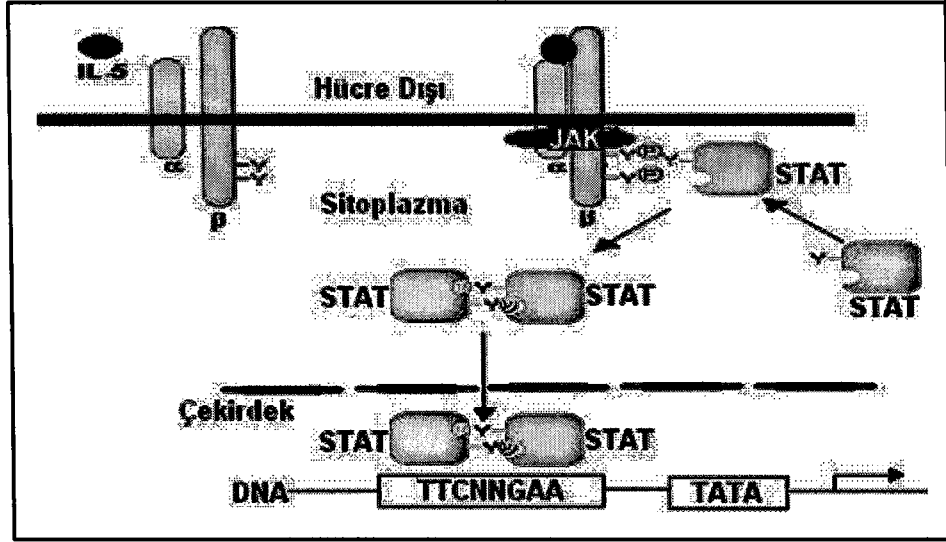 IL 5
Hücre Dışı
JAK
α
α
Y
Y
Y P Y
Y P
STAT
β
Sitoplazma
β
Y
STAT
STAT
Y
Y
STAT
Çekirdek
STAT
Y
Y
STAT
DNA
TTCNNGAA
TATA